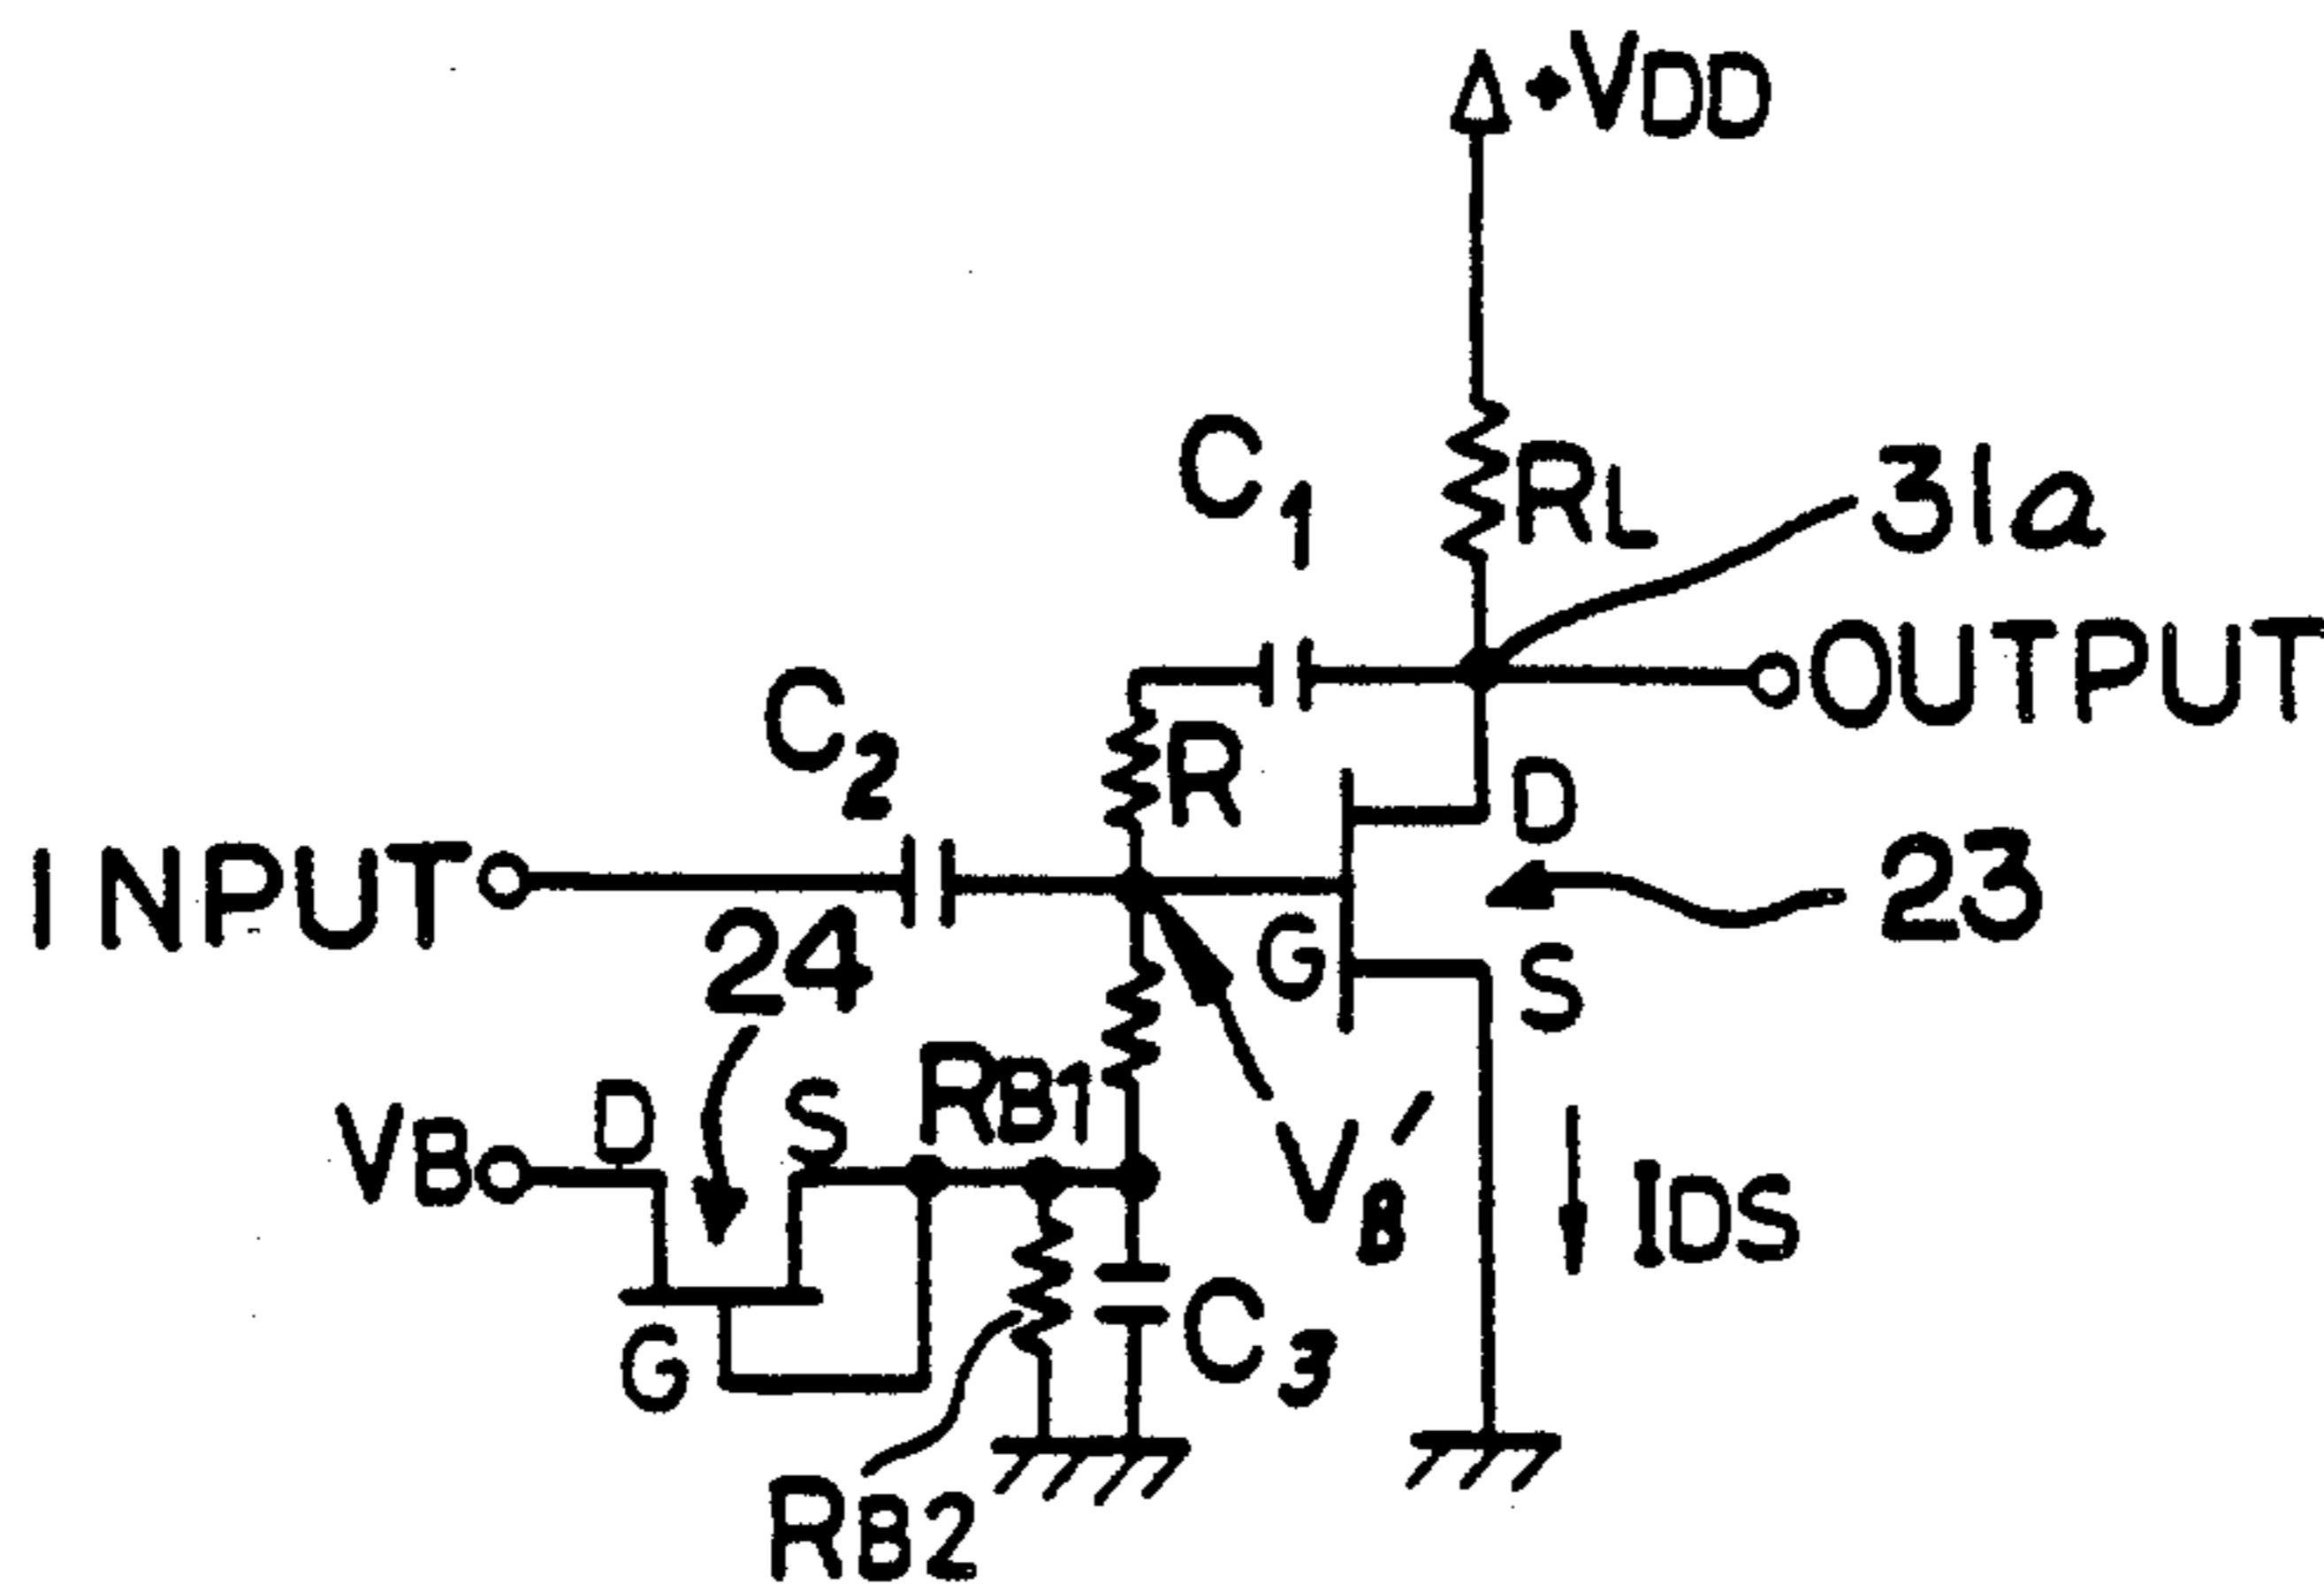 +VDD
C1
RL
31a
OUTPUT
C2
R
D
INPUT
23
24
G
S
RB1
D
S
VB
VB'
IDS
G
C3
RB2